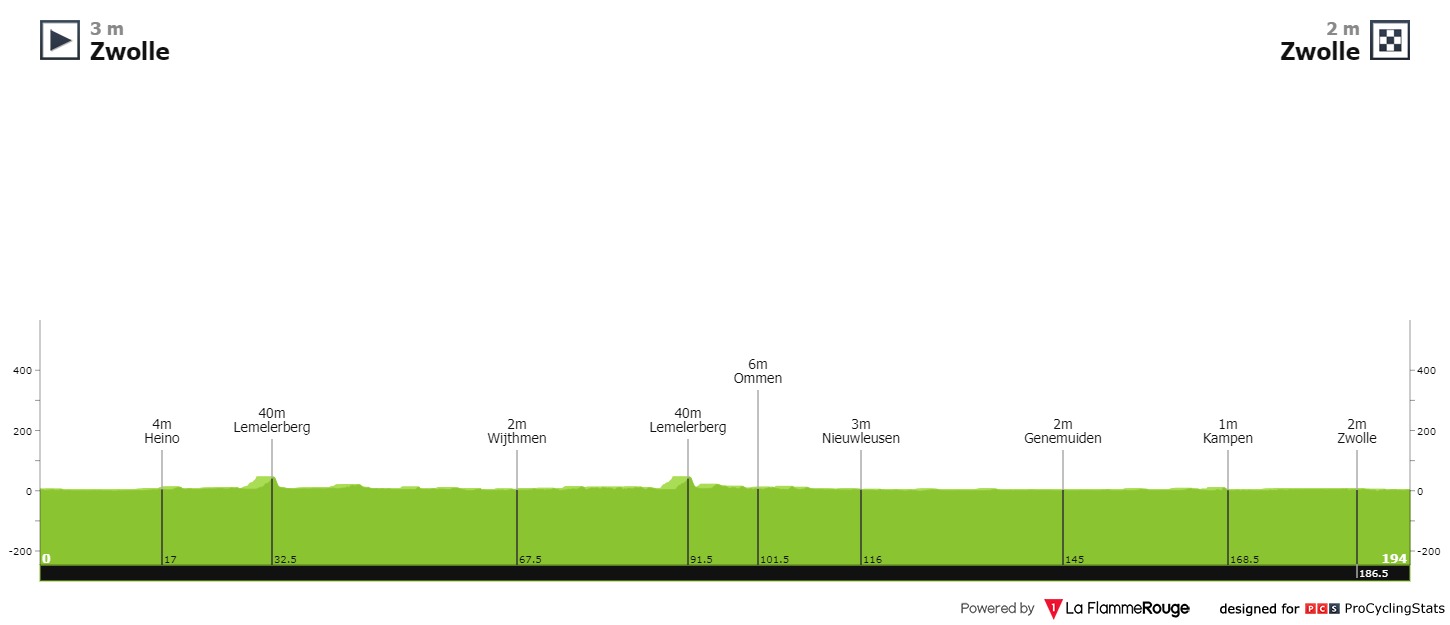 3 m
Zwolle
2 m
Zwolle
6m
Ommen
40m
Lemelerberg
40m
Lemelerberg
4m
Heino
2m
Wijthmen
3m
Nieuwleusen
2m
Genemuiden
1m
Kampen
2m
Zwolle
400
400
200
200
0
0
-200
-200
0
17
32.5
67.5
91.5
101.5
116
145
168.5
194
186.5
Powered by 1 La FlammeRouge designed for PCS ProCyclingStats